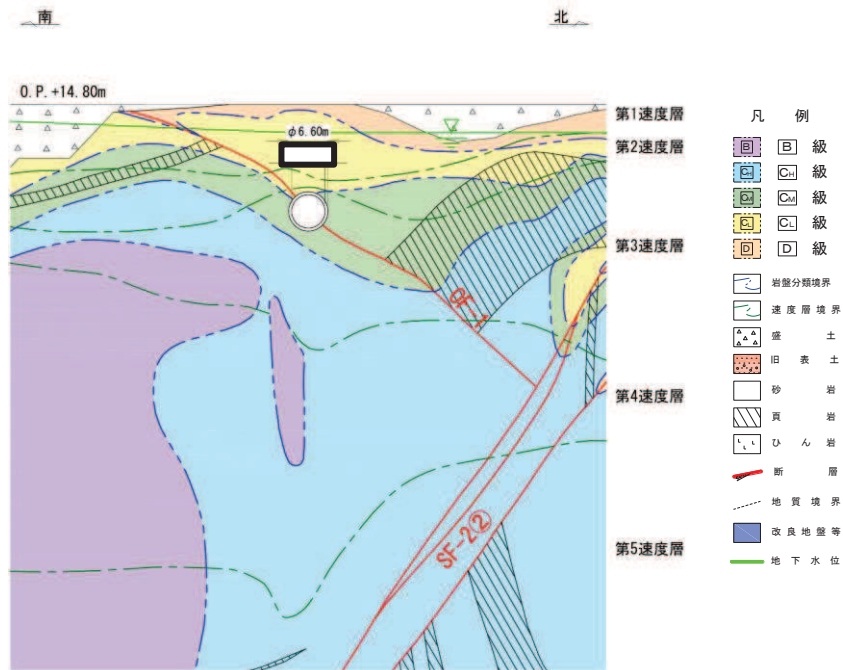 南
北
O.P.+14.80m
φ6.60m
第1速度層
第2速度層
第3速度層
第4速度層
第5速度層
OF-1
SF-2②
凡 例
B B 級
CH CH 級
CM CM 級
CL CL 級
D D 級
岩盤分類境界
速度層境界
盛 土
旧 表 土
砂 岩
頁 岩
ひ ん 岩
断 層
地 質 境 界
改 良 地 盤 等
地 下 水 位